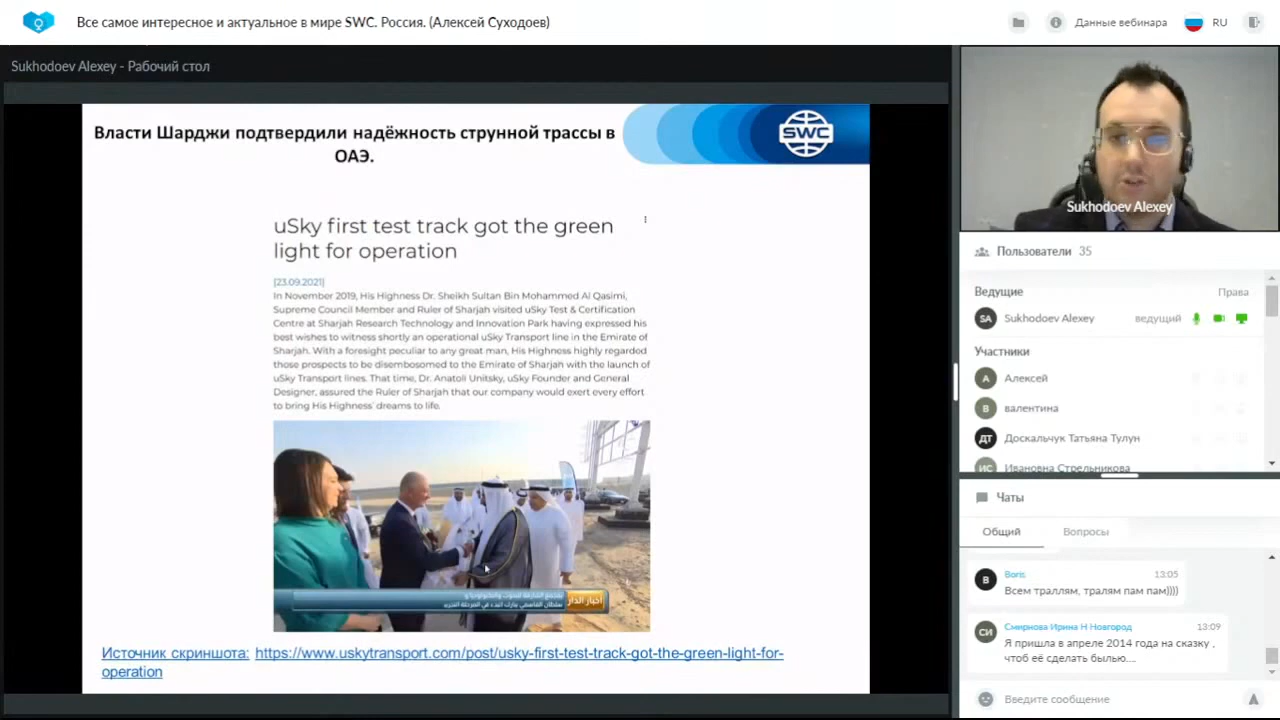 Все самое интересное и актуальное в мире SWC. Россия. (Алексей Суходоев)
Данные вебинара
RU
Sukhodoev Alexey - Рабочий стол
Власти Шарджи подтвердили надёжность струнной трассы в
ОАЭ.
SWC
uSky first test track got the green
light for operation
[23.09.2021]
In November 2019, His Highness Dr. Sheikh Sultan Bin Mohammed Al Qasimi,
Supreme Council Member and Ruler of Sharjah visited uSky Test & Certification
Centre at Sharjah Research Technology and Innovation Park having expressed his
best wishes to witness shortly an operational uSky Transport line in the Emirate of
Sharjah. With a foresight peculiar to any great man, His Highness highly regarded
those prospects to be disembosomed to the Emirate of Sharjah with the launch of
uSky Transport lines. That time, Dr. Anatoli Unitsky, uSky Founder and General
Designer, assured the Ruler of Sharjah that our company would exert every effort
to bring His Highness` dreams to life.
أخبار الدار
Источник скриншота: https://www.uskytransport.com/post/usky-first-test-track-got-the-green-light-for-
operation
Sukhodoev Alexey
Пользователи 35
Ведущие Права
SA Sukhodoev Alexey ведущий
Участники
А Алексей
В валентина
ДТ Доскальчук Татьяна Тулун
ИС Ивановна Стрельникова
Чаты
Общий Вопросы
B Boris 13:05
Всем траллям, тралям пам пам))))
СИ Смирнова Ирина Н Новгород 13:09
Я пришла в апреле 2014 года на сказку ,
чтоб её сделать былью....
Введите сообщение